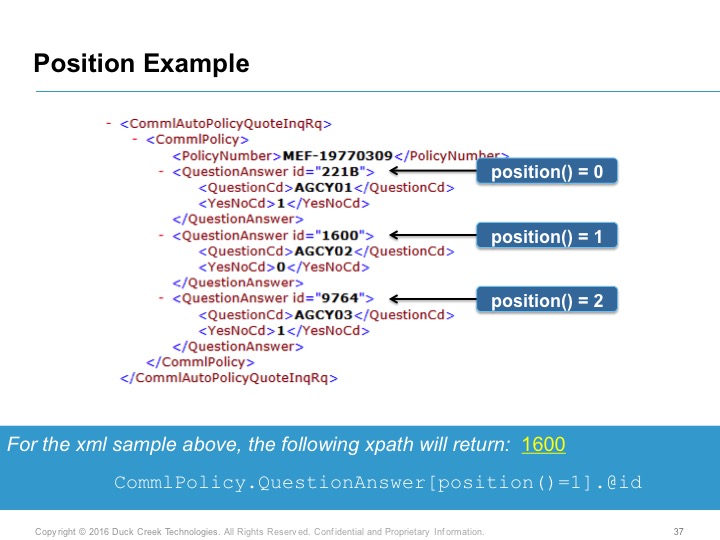 Position Example
- <CommlAutoPolicyQuoteInqRq>
- <CommlPolicy>
<PolicyNumber>MEF-19770309</PolicyNumber>
- <QuestionAnswer id="221B">
position() = 0
<QuestionCd>AGCY01</QuestionCd>
<YesNoCd>1</YesNoCd>
</QuestionAnswer>
- <QuestionAnswer id="1600">
position() = 1
<QuestionCd>AGCY02</QuestionCd>
<YesNoCd>0</YesNoCd>
</QuestionAnswer>
- <QuestionAnswer id="9764">
position() = 2
<QuestionCd>AGCY03</QuestionCd>
<YesNoCd>1</YesNoCd>
</QuestionAnswer>
</CommlPolicy>
</CommlAutoPolicyQuoteInqRq>
For the xml sample above, the following xpath will return: 1600
CommlPolicy.QuestionAnswer[position()=1].@id
Copyright © 2016 Duck Creek Technologies. All Rights Reserved. Confidential and Proprietary Information.
37